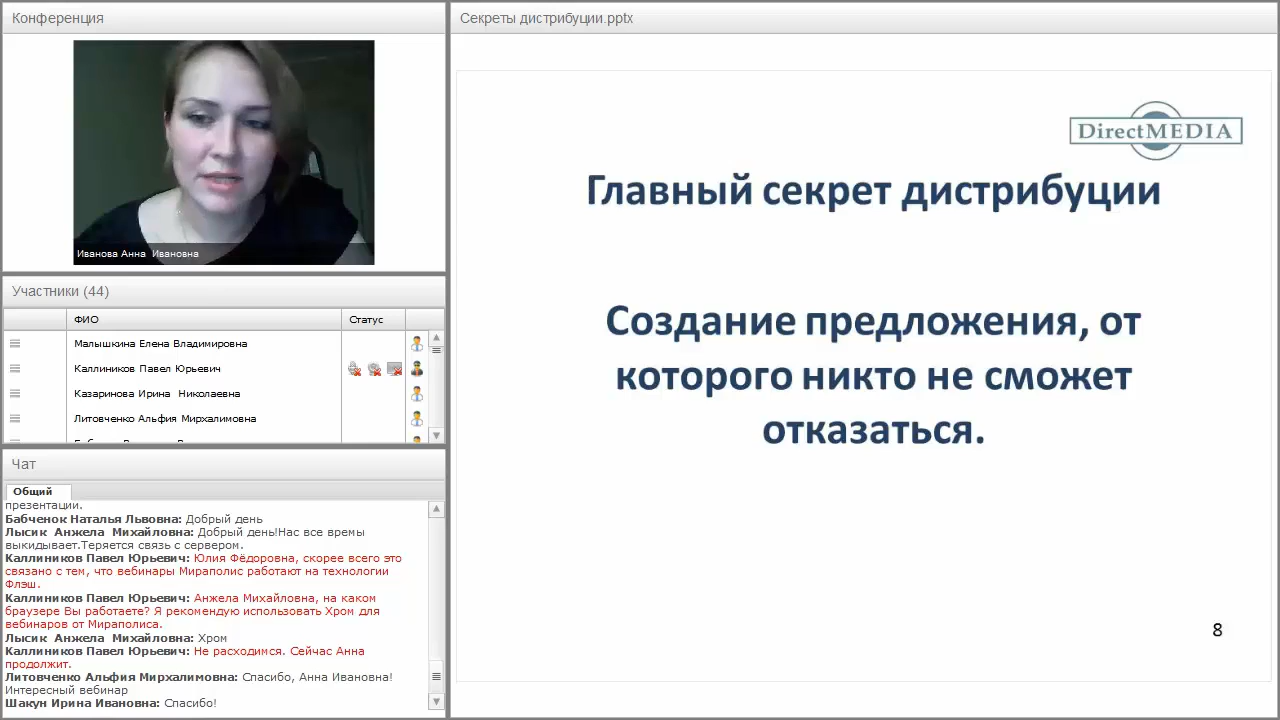 Конференция
Иванова Анна  Ивановна
Участники (44)
ФИО
Статус
Малышкина Елена Владимировна
Каллиников Павел Юрьевич
Казаринова Ирина  Николаевна
Литовченко Альфия Мирхалимовна
Чат
Общий
презентации.
Бабченок Наталья Львовна: Добрый день
Лысик  Анжела  Михайловна: Добрый день!Нас все времы
выкидывает.Теряется связь с сервером.
Каллиников Павел Юрьевич: Юлия Фёдоровна, скорее всего это
связано с тем, что вебинары Мираполис работают на технологии
Флэш.
Каллиников Павел Юрьевич: Анжела Михайловна, на каком
браузере Вы работаете? Я рекомендую использовать Хром для
вебинаров от Мираполиса.
Лысик  Анжела  Михайловна: Хром
Каллиников Павел Юрьевич: Не расходимся. Сейчас Анна
продолжит.
Литовченко Альфия Мирхалимовна: Спасибо, Анна Ивановна!
Интересный вебинар
Шакун Ирина Ивановна: Спасибо!
Секреты дистрибуции.pptx
DirectMEDIA
Главный секрет дистрибуции
Создание предложения, от
которого никто не сможет
отказаться.
8